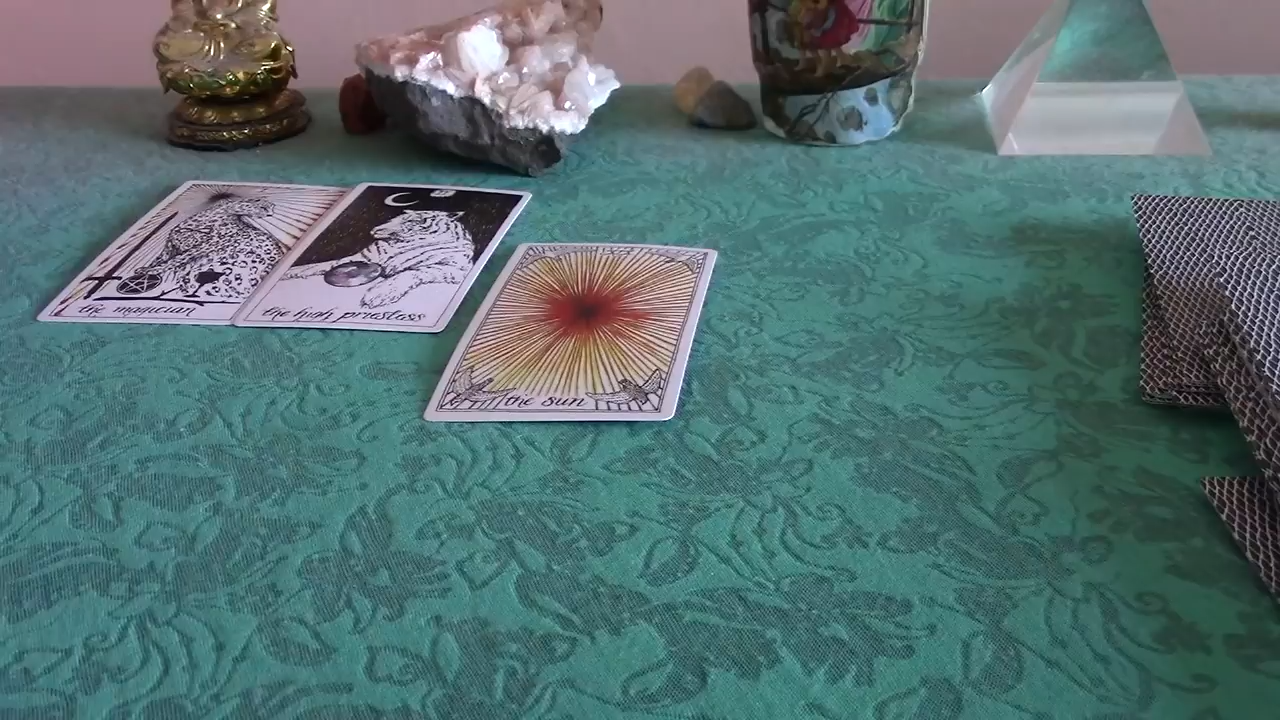 the magician
the high priestess
the sun